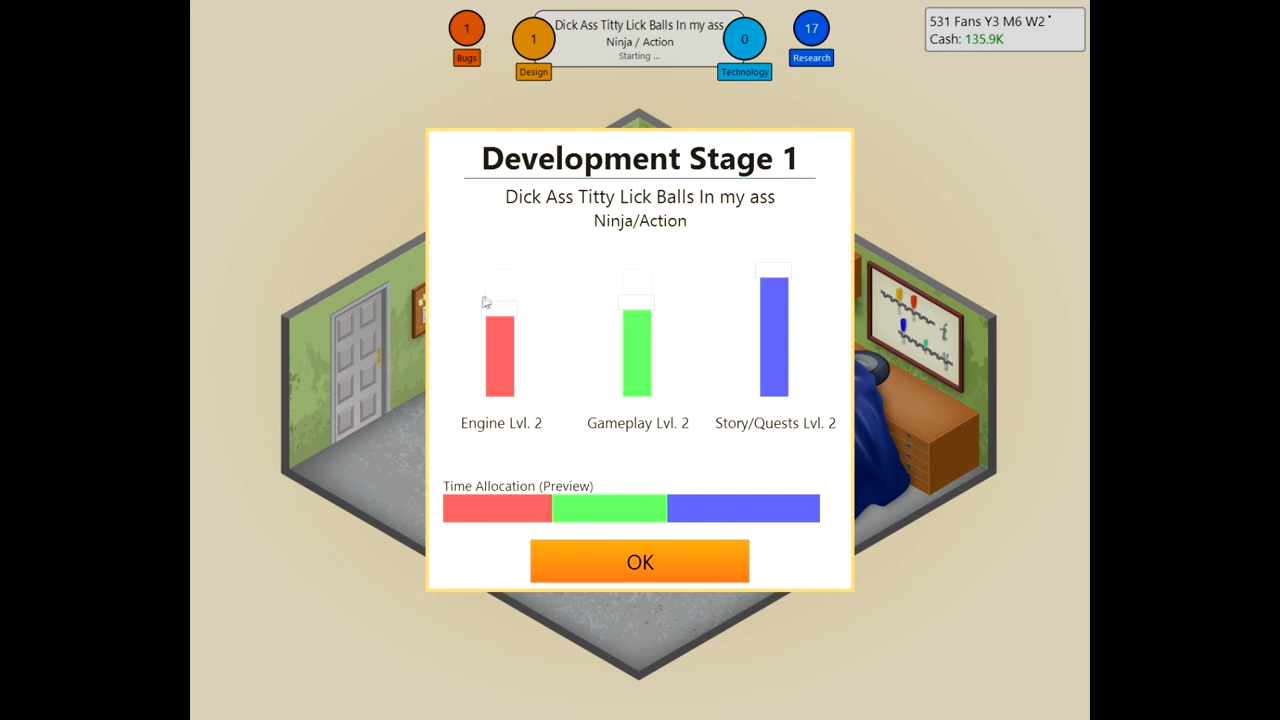 1
Bugs
1
Design
Dick Ass Titty Lick Balls In my ass
Ninja / Action
Starting ...
0
Technology
17
Research
531 Fans Y3 M6 W2
Cash: 135.9K
Development Stage 1
Dick Ass Titty Lick Balls In my ass
Ninja/Action
Engine Lvl. 2
Gameplay Lvl. 2
Story/Quests Lvl. 2
Time Allocation (Preview)
OK